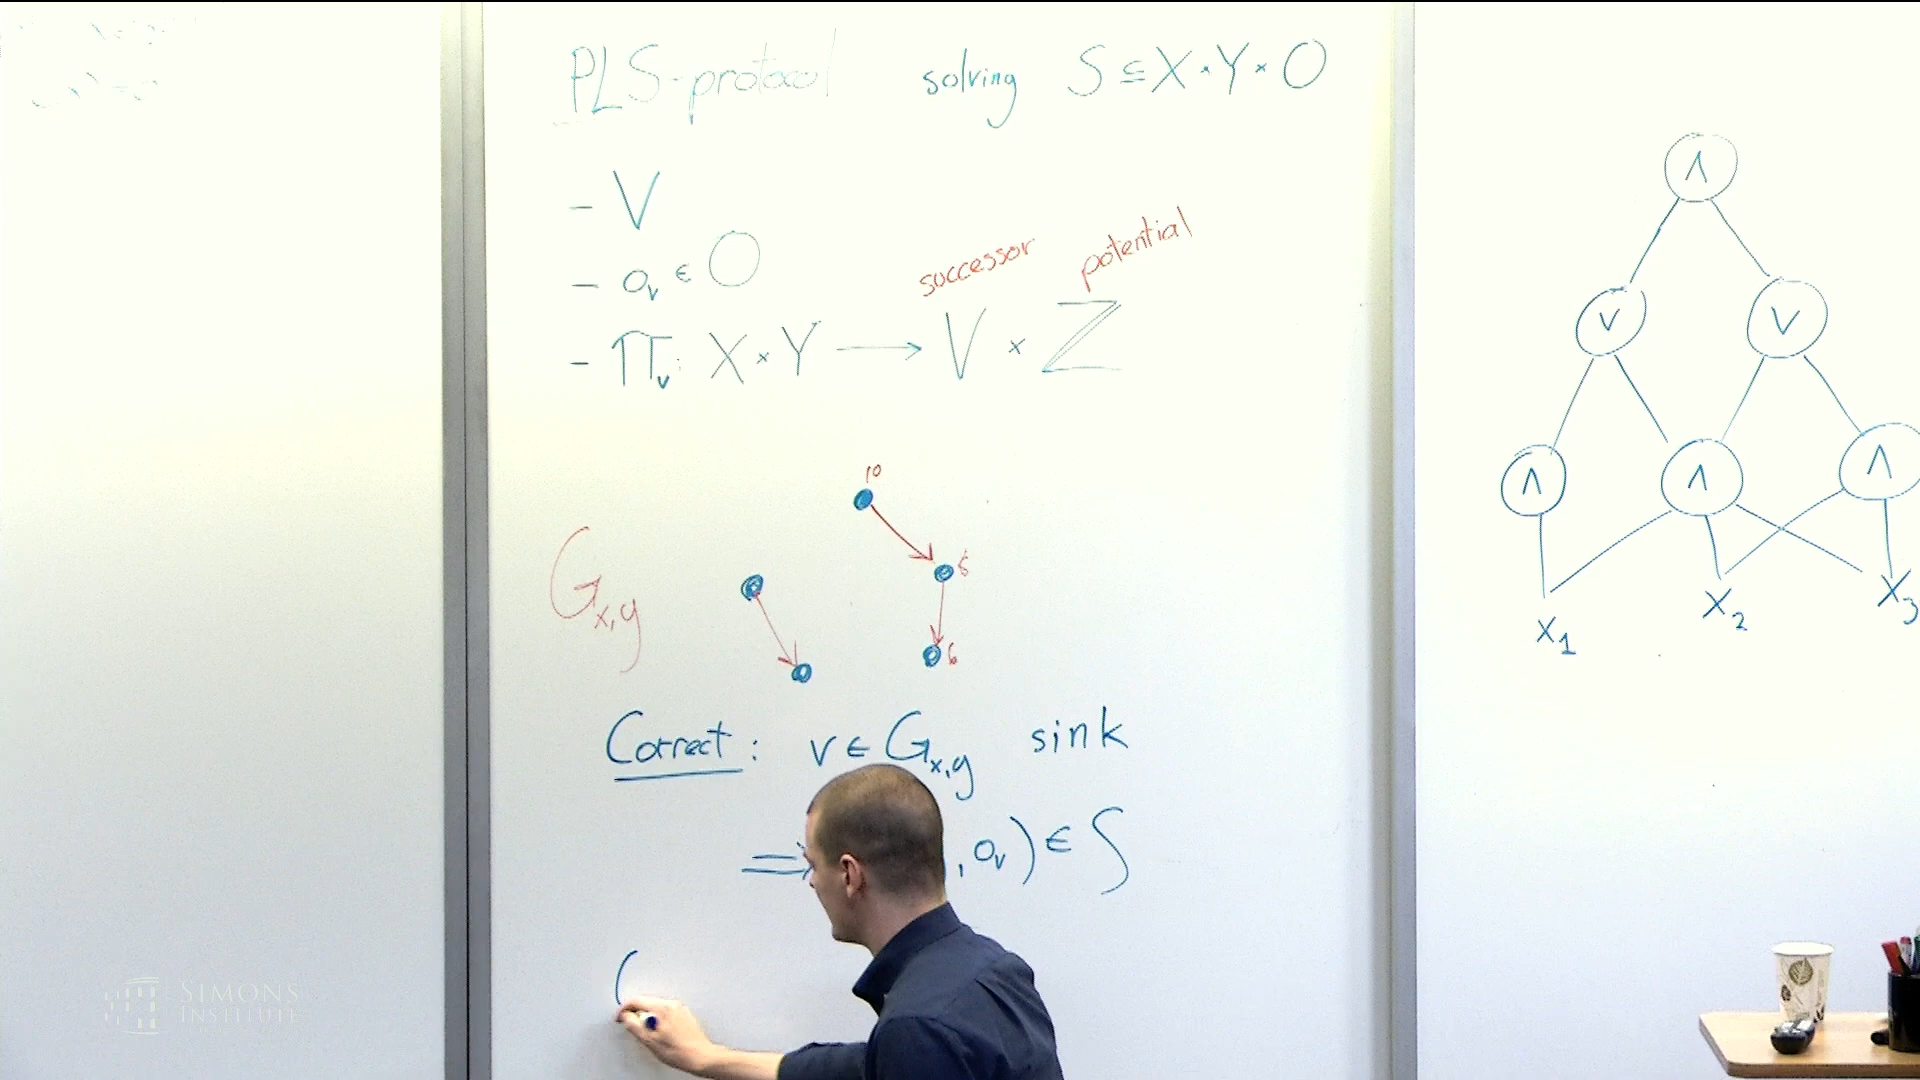 PLS-protocol solving S ⊆ X × Y × O
- V
- o_v ∈ O
successor potential
- Π_v : X × Y → V × Z
10
5
6
G_x,y
Correct : v ∈ G_x,y sink
⇒ , o_v ) ∈ S
(
∧
∨ ∨
∧ ∧ ∧
x_1 x_2 x_3
SIMONS
INSTITUTE